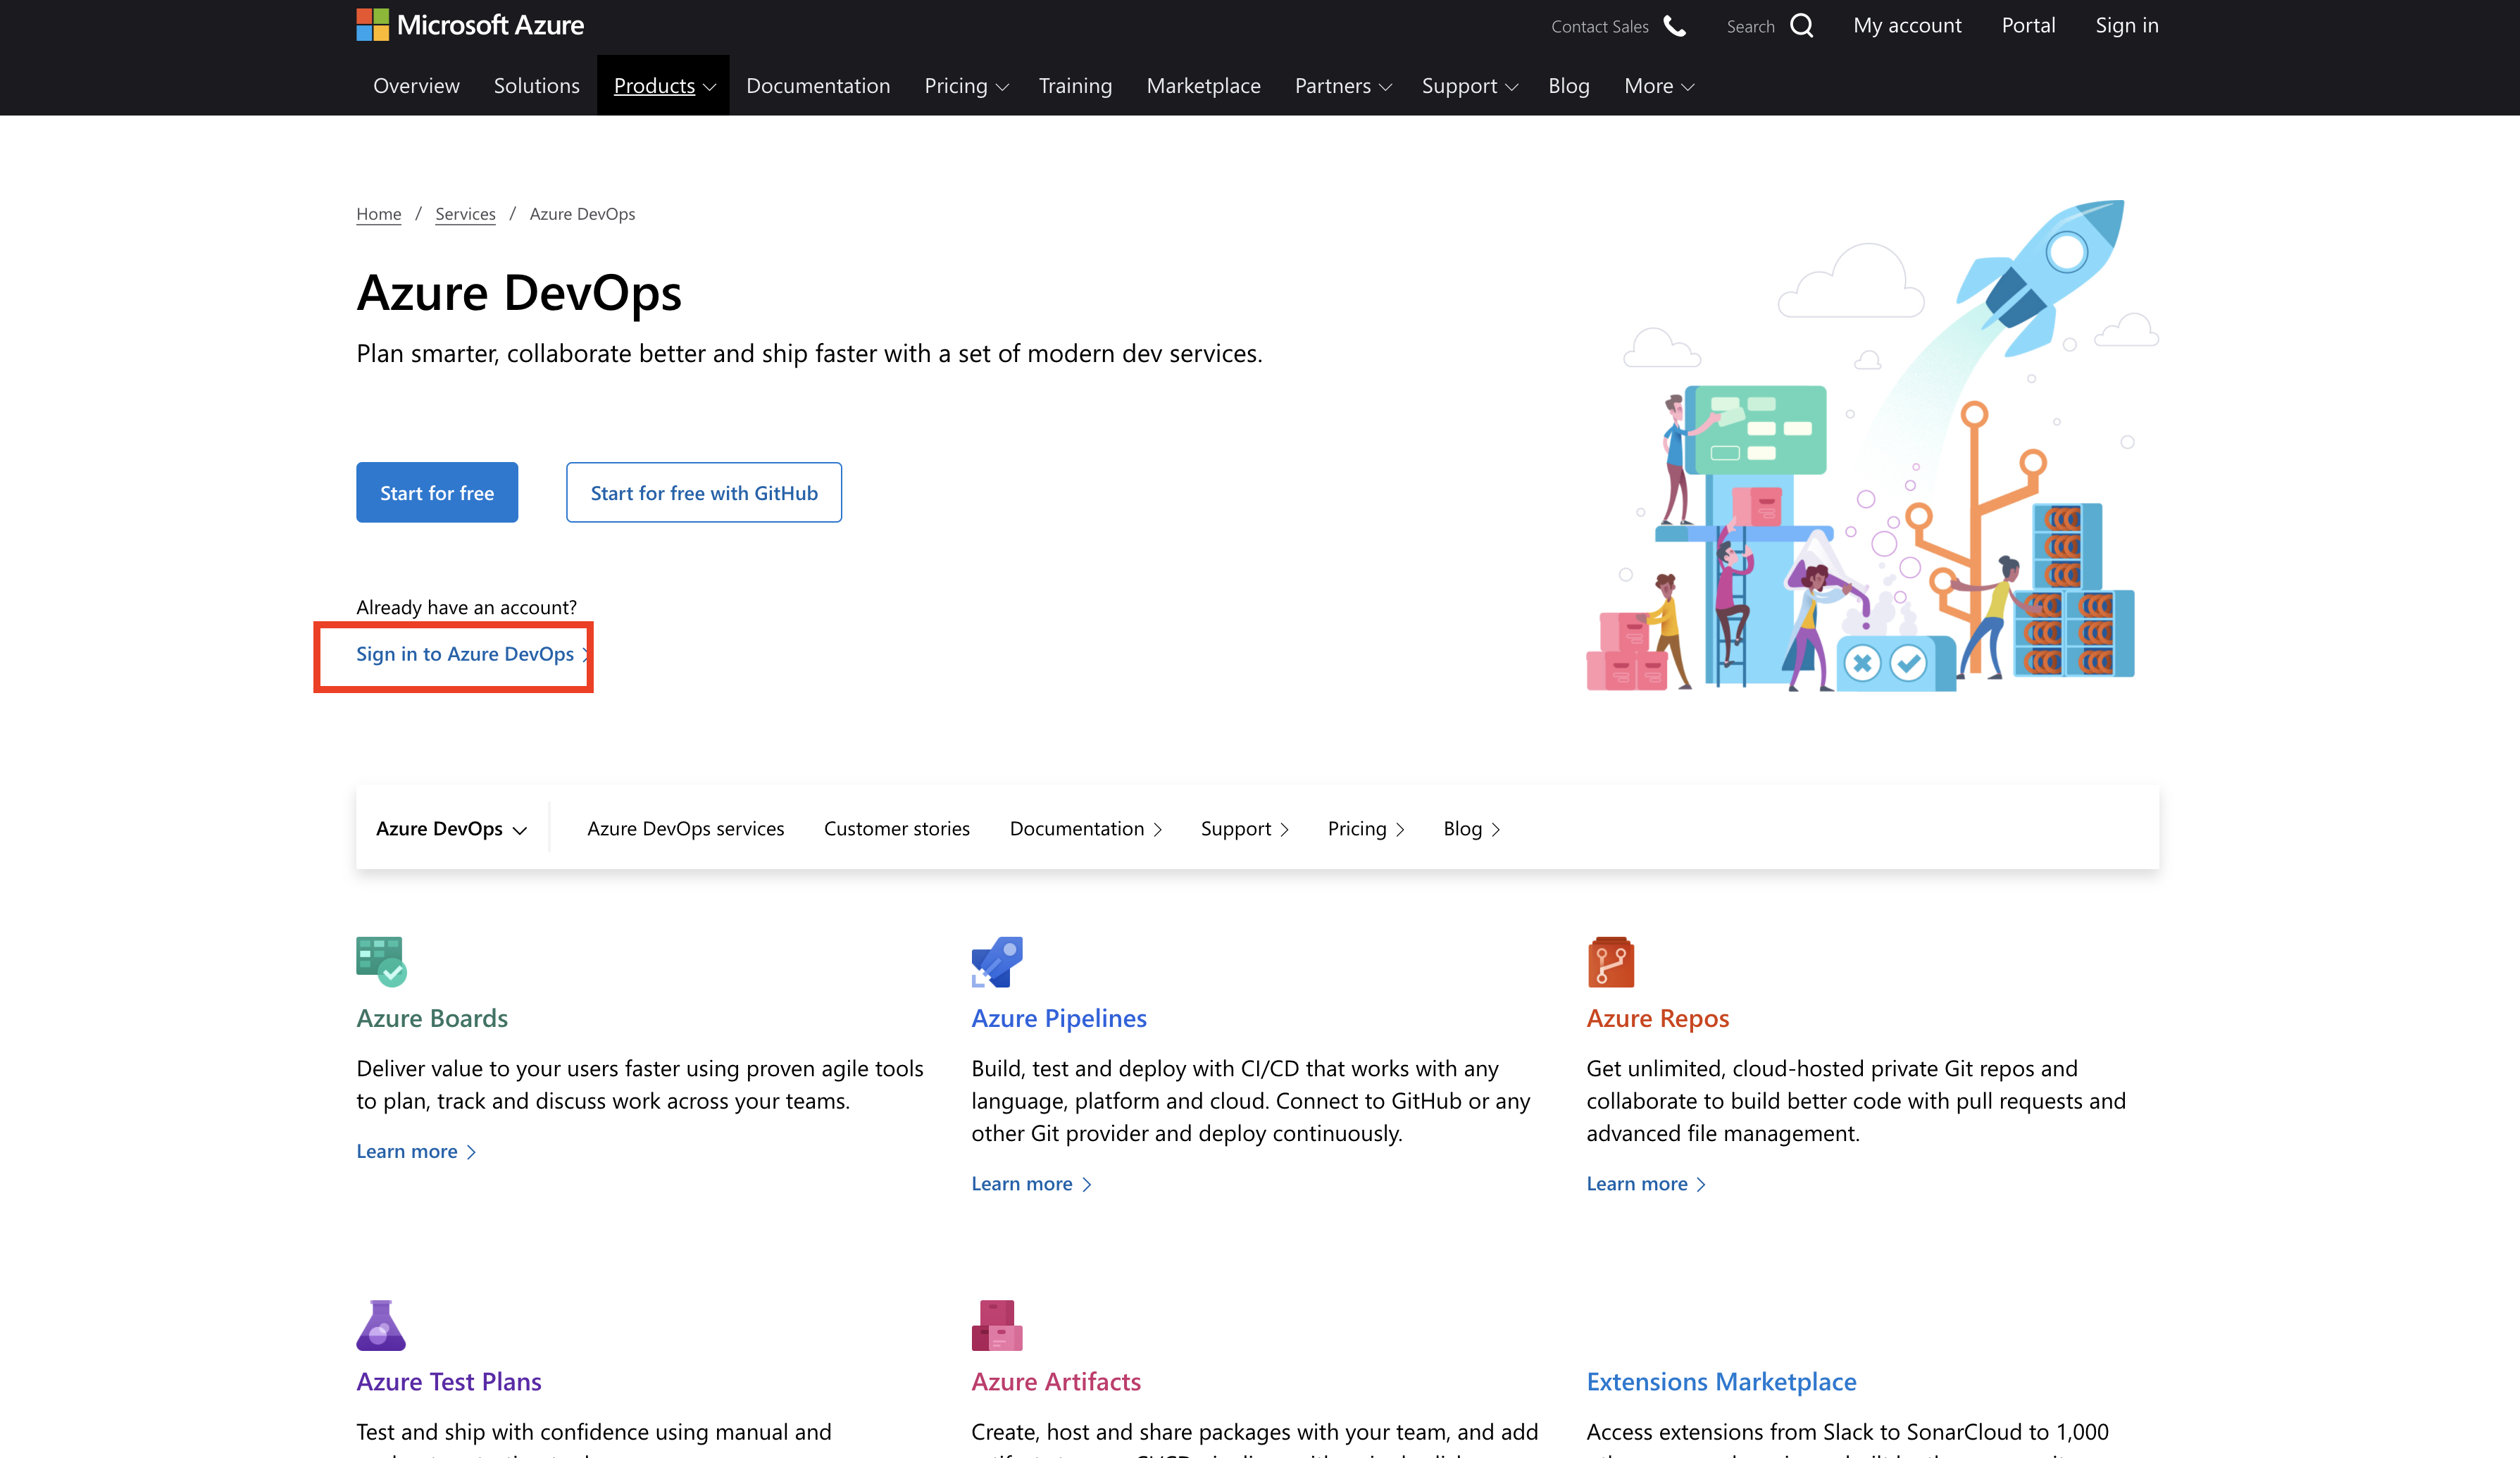 Microsoft Azure
Contact Sales
Search
My account
Portal
Sign in
Overview
Solutions
Products
Documentation
Pricing
Training
Marketplace
Partners
Support
Blog
More
Home / Services / Azure DevOps
Azure DevOps
Plan smarter, collaborate better and ship faster with a set of modern dev services.
Start for free
Start for free with GitHub
Already have an account?
Sign in to Azure DevOps
Azure DevOps
Azure DevOps services
Customer stories
Documentation
Support
Pricing
Blog
Azure Boards
Deliver value to your users faster using proven agile tools
to plan, track and discuss work across your teams.
Learn more
Azure Pipelines
Build, test and deploy with CI/CD that works with any
language, platform and cloud. Connect to GitHub or any
other Git provider and deploy continuously.
Learn more
Azure Repos
Get unlimited, cloud-hosted private Git repos and
collaborate to build better code with pull requests and
advanced file management.
Learn more
Azure Test Plans
Test and ship with confidence using manual and
Azure Artifacts
Create, host and share packages with your team, and add
Extensions Marketplace
Access extensions from Slack to SonarCloud to 1,000